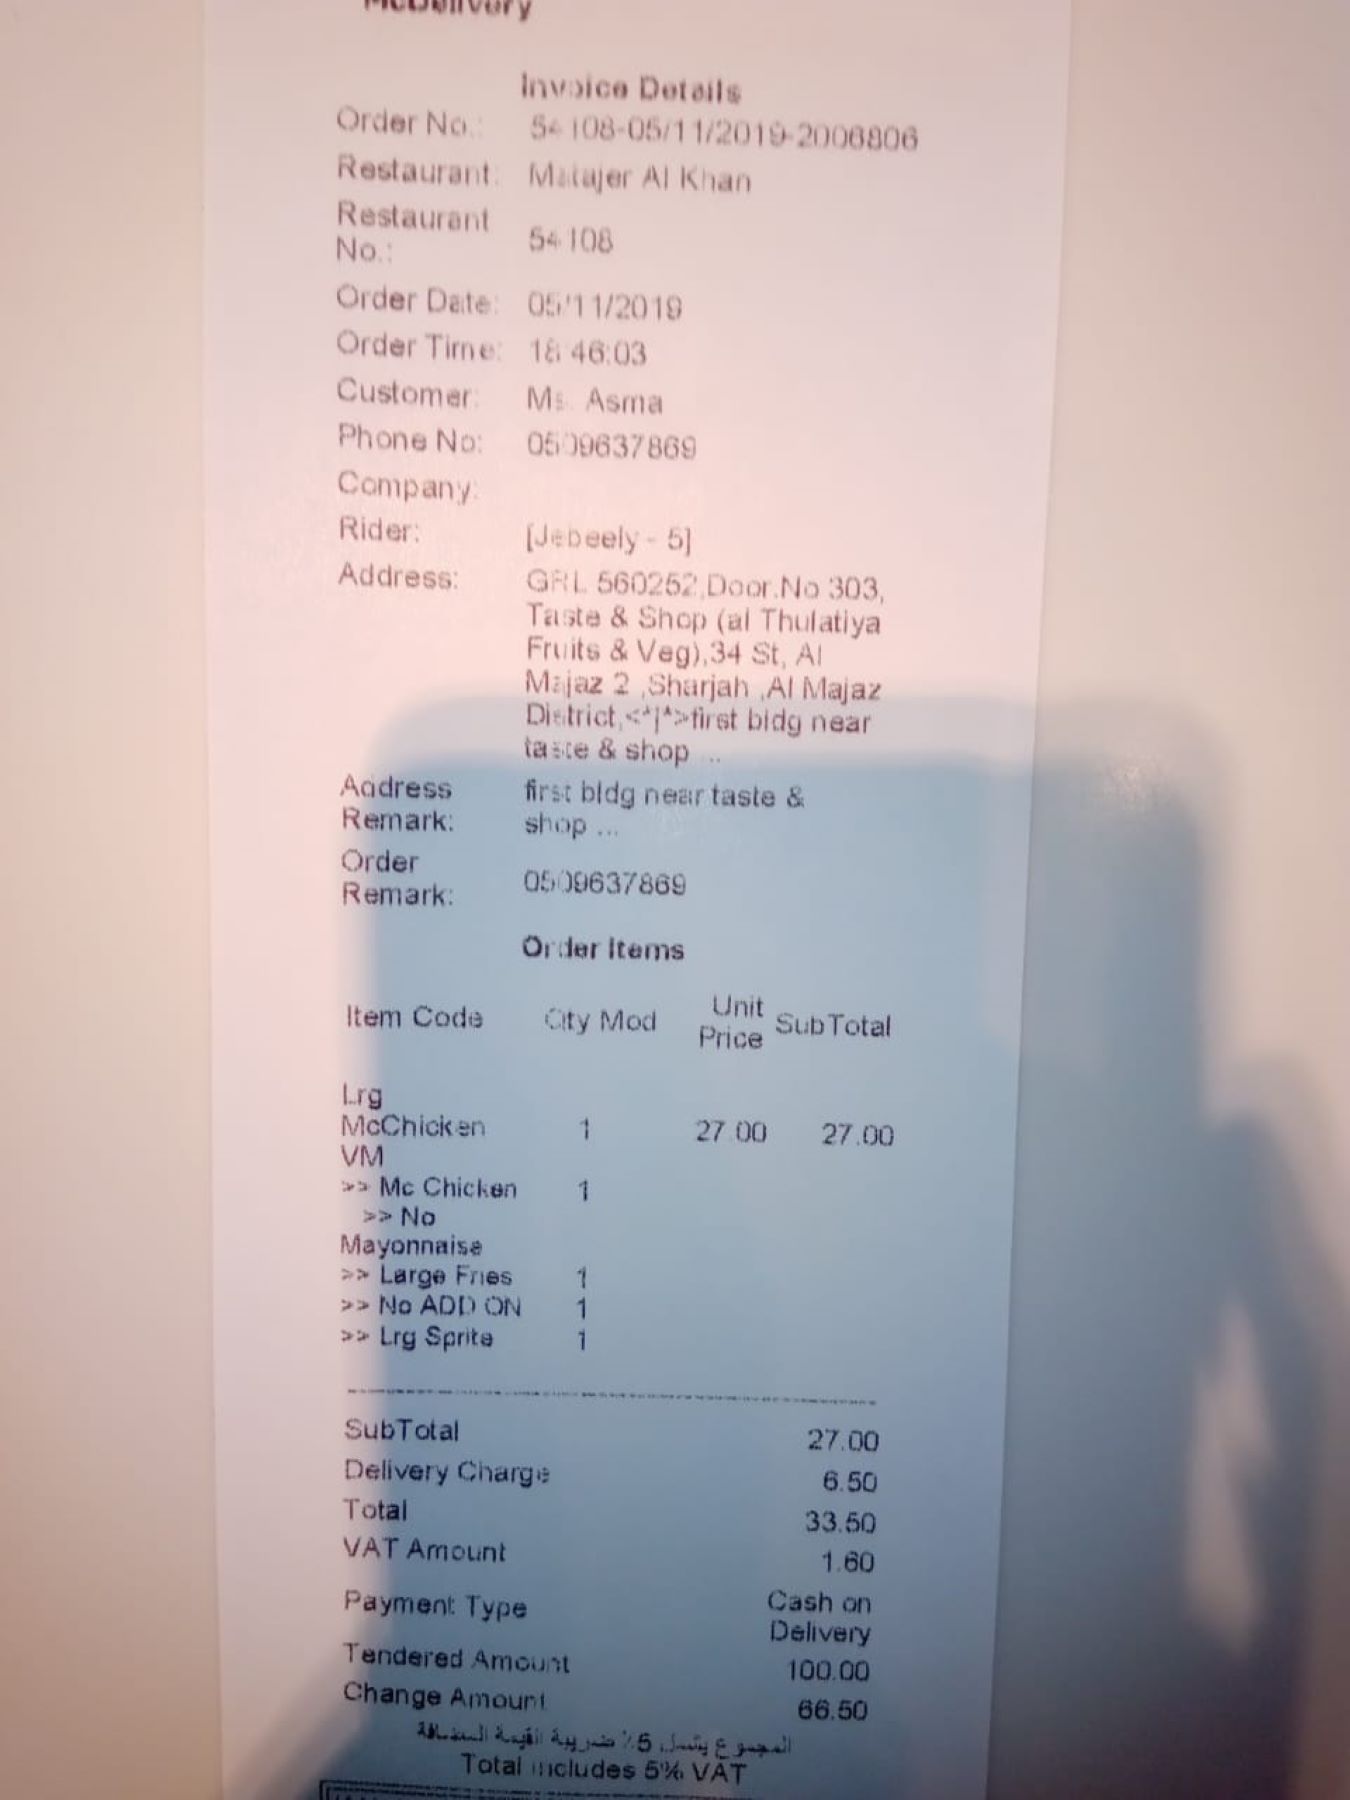 McDelivery
Invoice Details
Order No.: 54108-05/11/2019-2006806
Restaurant: Matajer Al Khan
Restaurant
No.: 54108
Order Date: 05/11/2019
Order Time: 18:46:03
Customer: Ms. Asma
Phone No: 0509637869
Company:
Rider: [Jebeely - 5]
Address: GRL 560252,Door.No 303,
Taste & Shop (al Thulatiya
Fruits & Veg),34 St, Al
Majaz 2 ,Sharjah ,Al Majaz
District,<*|*>first bldg near
taste & shop ...
Address
Remark: first bldg near taste &
shop ...
Order
Remark: 0509637869
Order Items
Item Code Qty Mod Unit Price SubTotal
Lrg
McChicken 1 27.00 27.00
VM
>> Mc Chicken 1
>> No
Mayonnaise
>> Large Fries 1
>> No ADD ON 1
>> Lrg Sprite 1
SubTotal 27.00
Delivery Charge 6.50
Total 33.50
VAT Amount 1.60
Payment Type Cash on
Delivery
Tendered Amount 100.00
Change Amount 66.50
المجموع يشمل 5٪ ضريبة القيمة المضافة
Total includes 5% VAT